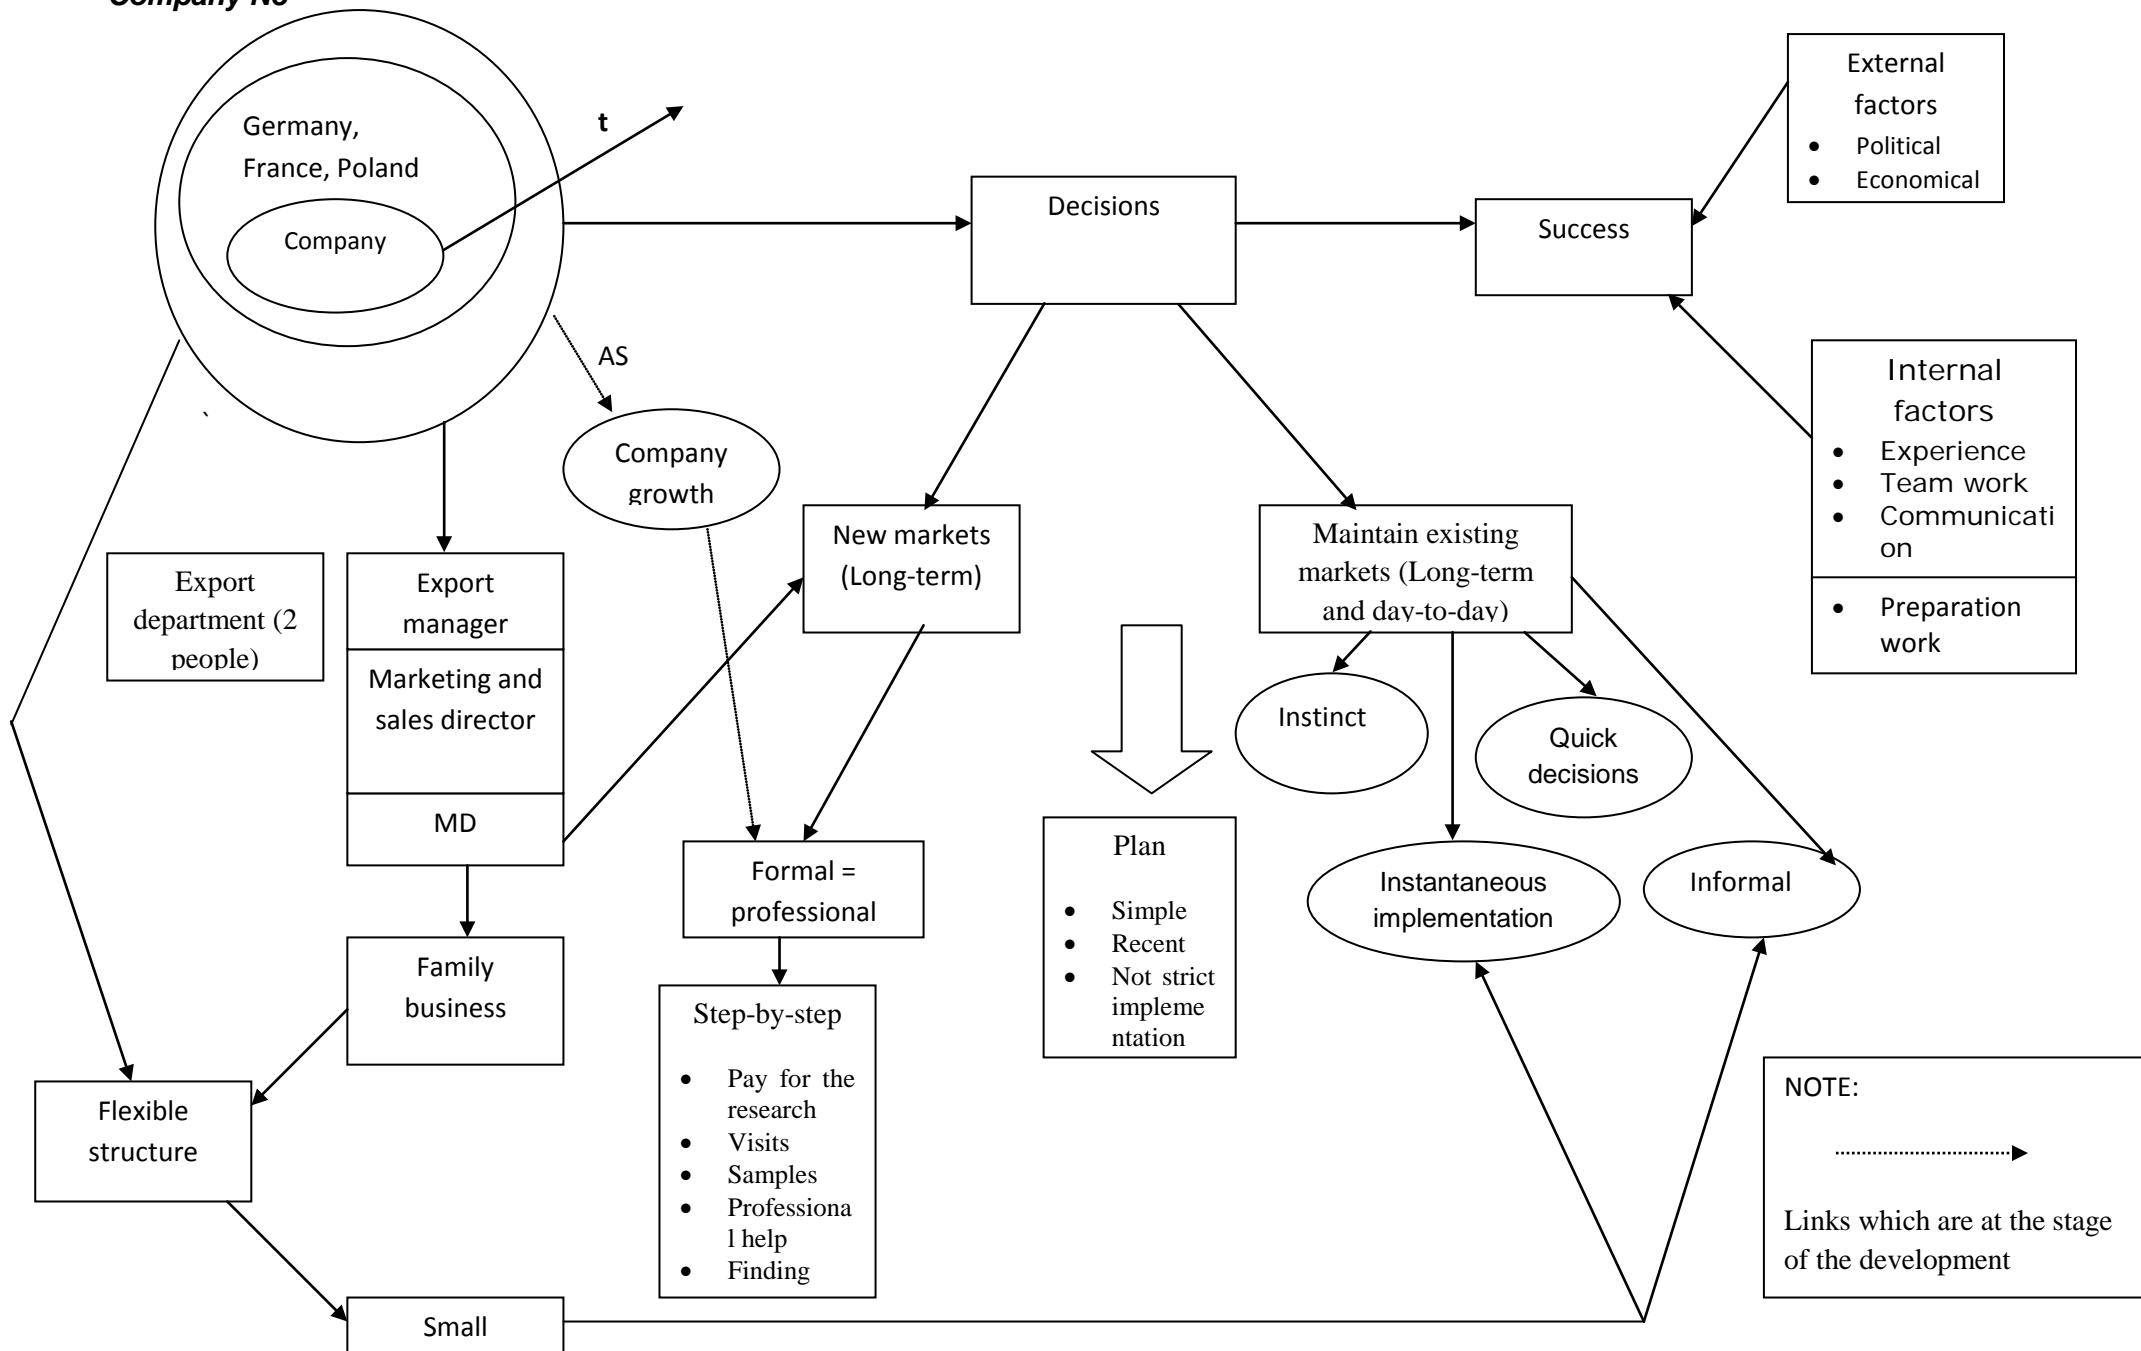 Company N3
Germany,
France, Poland
Company
t
AS
Decisions
Success
External
factors
• Political
• Economical
Internal
factors
• Experience
• Team work
• Communicati
on
• Preparation
work
Company
growth
New markets
(Long-term)
Maintain existing
markets (Long-term
and day-to-day)
Export
department (2
people)
Export
manager
Marketing and
sales director
MD
Instinct
Quick
decisions
Instantaneous
implementation
Informal
Plan
• Simple
• Recent
• Not strict
impleme
ntation
Formal =
professional
Family
business
Step-by-step
• Pay for the
research
• Visits
• Samples
• Professiona
l help
• Finding
Flexible
structure
Small
NOTE:
Links which are at the stage
of the development